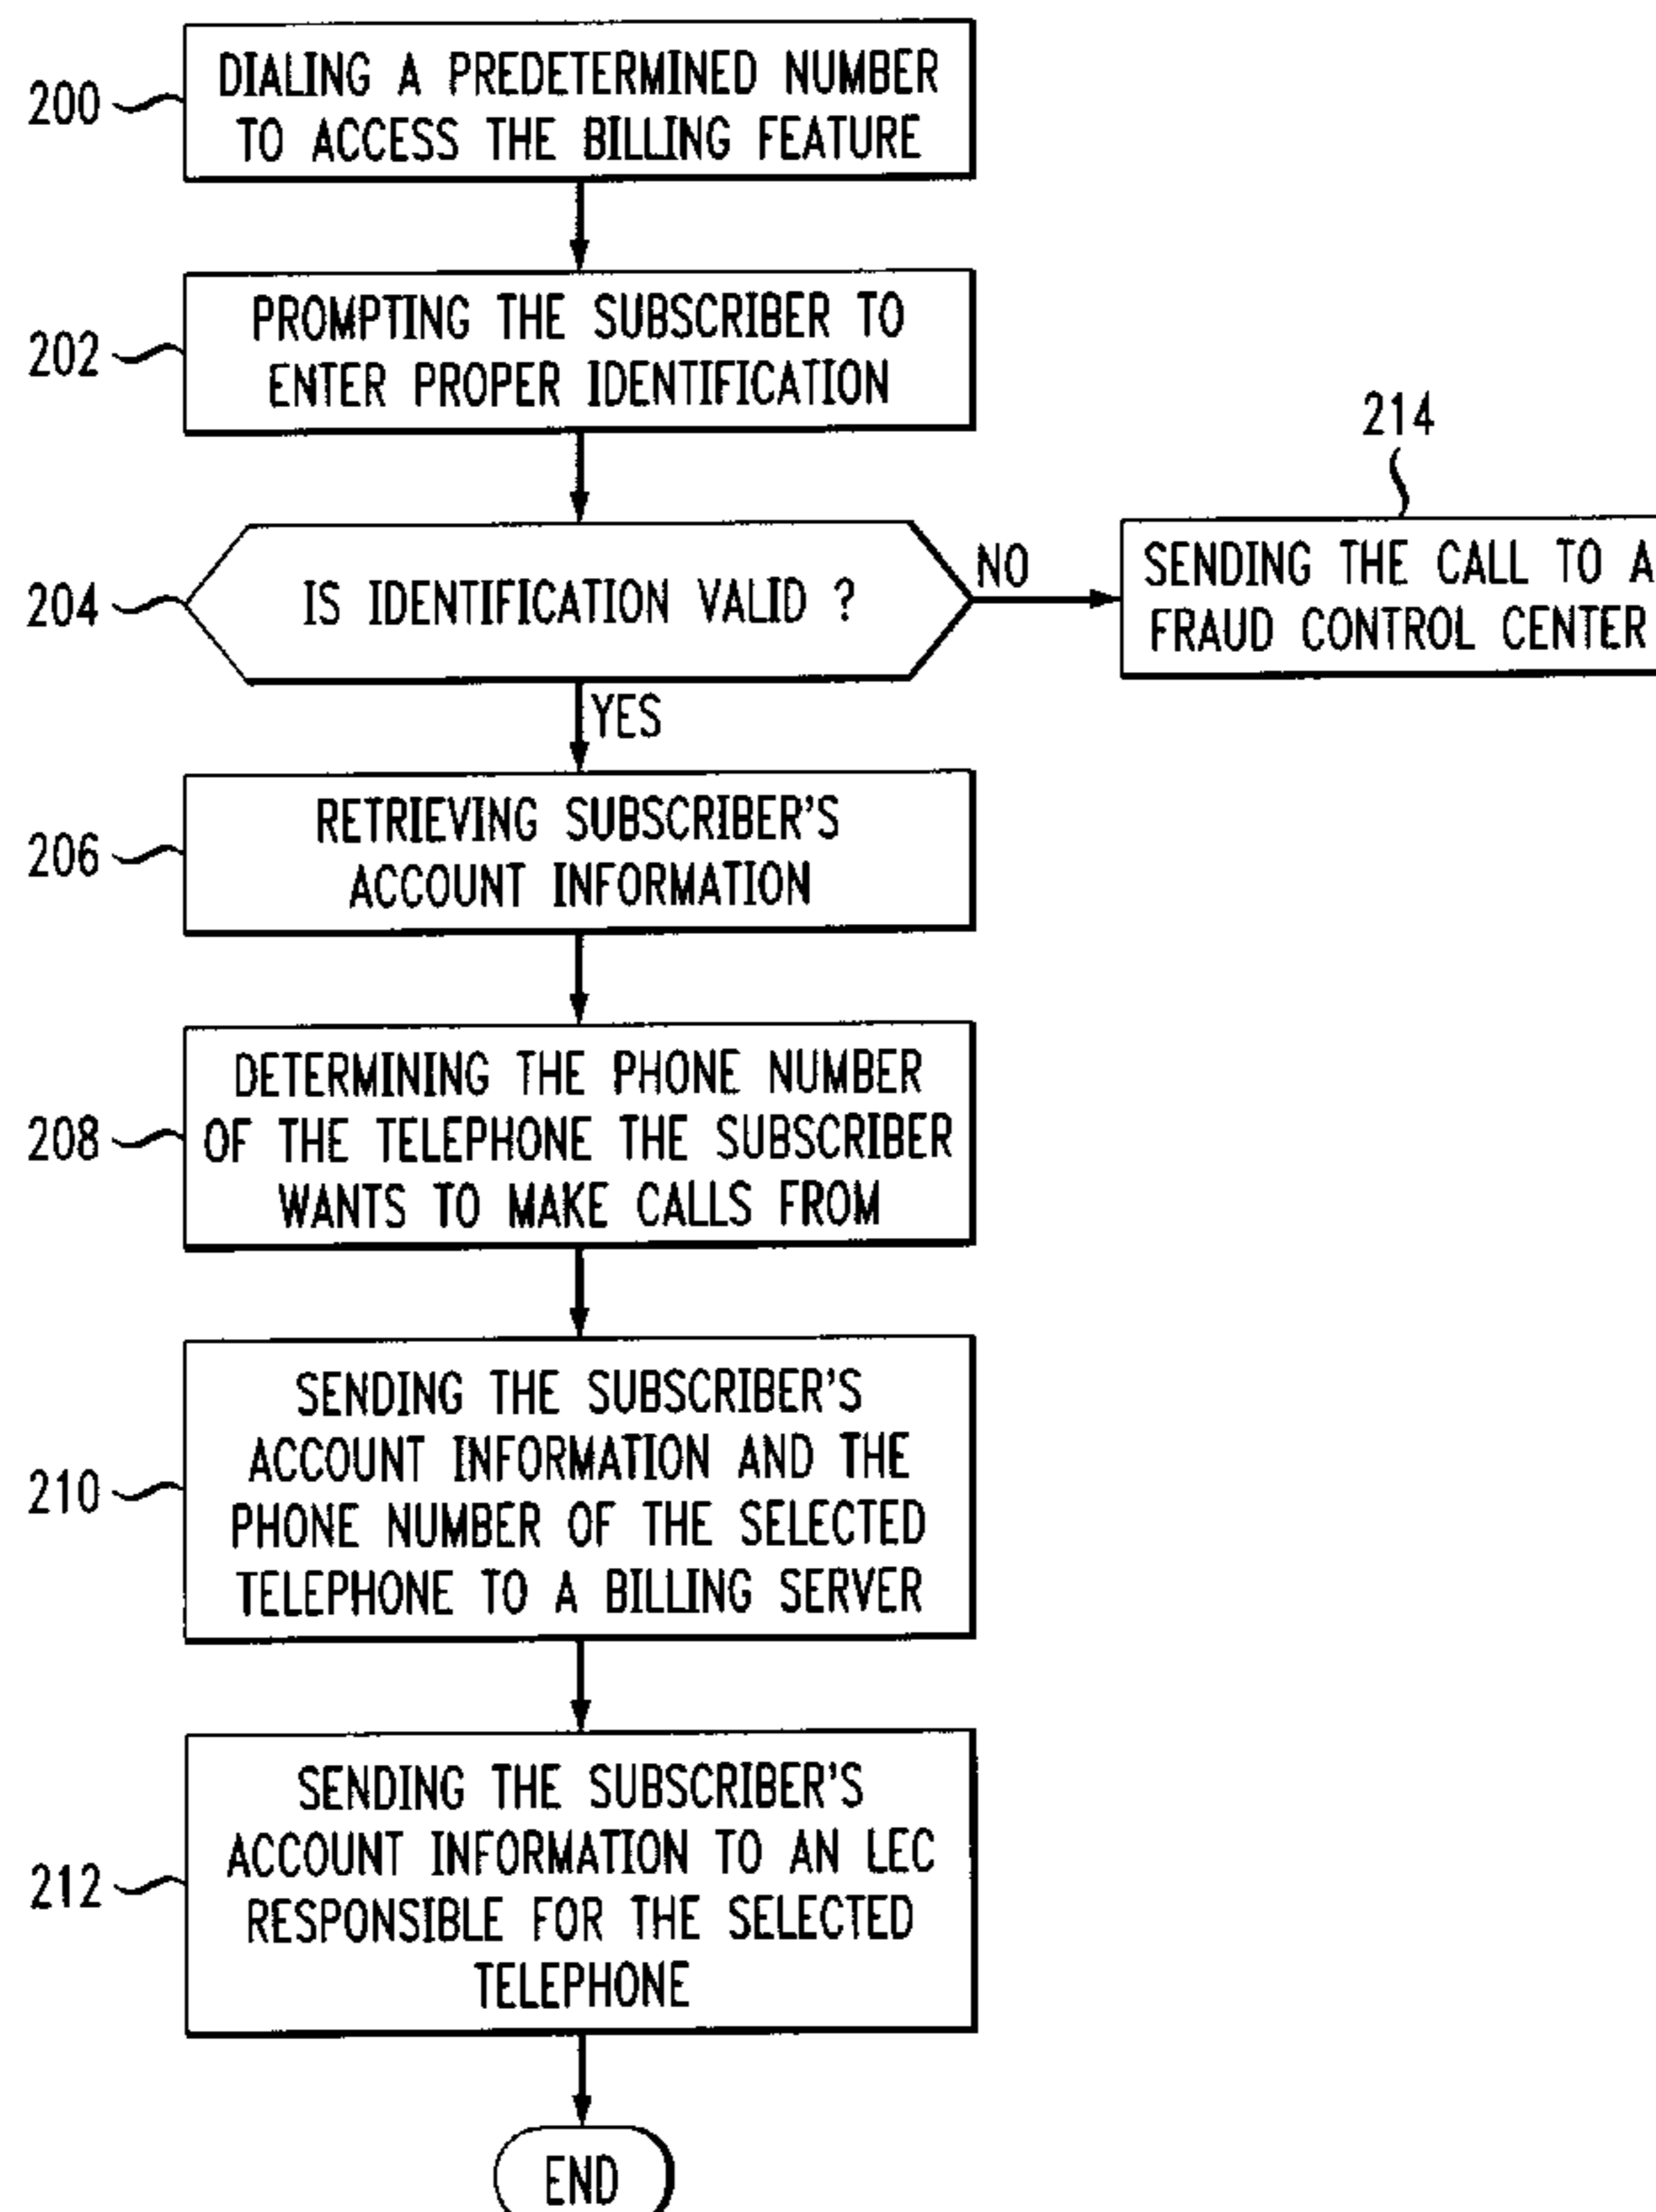 200
DIALING A PREDETERMINED NUMBER
TO ACCESS THE BILLING FEATURE
202
PROMPTING THE SUBSCRIBER TO
ENTER PROPER IDENTIFICATION
204
IS IDENTIFICATION VALID ?
NO
214
SENDING THE CALL TO A
FRAUD CONTROL CENTER
YES
206
RETRIEVING SUBSCRIBER'S
ACCOUNT INFORMATION
208
DETERMINING THE PHONE NUMBER
OF THE TELEPHONE THE SUBSCRIBER
WANTS TO MAKE CALLS FROM
210
SENDING THE SUBSCRIBER'S
ACCOUNT INFORMATION AND THE
PHONE NUMBER OF THE SELECTED
TELEPHONE TO A BILLING SERVER
212
SENDING THE SUBSCRIBER'S
ACCOUNT INFORMATION TO AN LEC
RESPONSIBLE FOR THE SELECTED
TELEPHONE
END